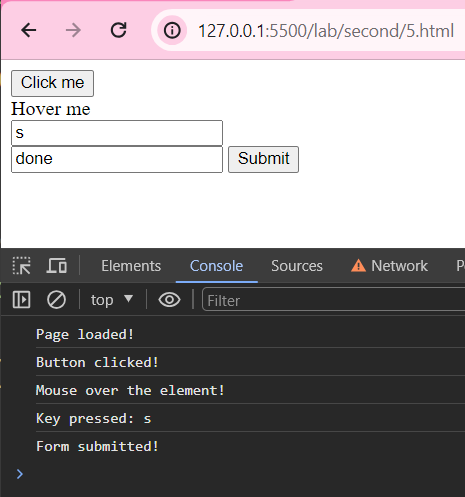 127.0.0.1:5500/lab/second/5.html
Click me
Hover me
s
done Submit
Elements Console Sources Network
top Filter
Page loaded!
Button clicked!
Mouse over the element!
Key pressed: s
Form submitted!